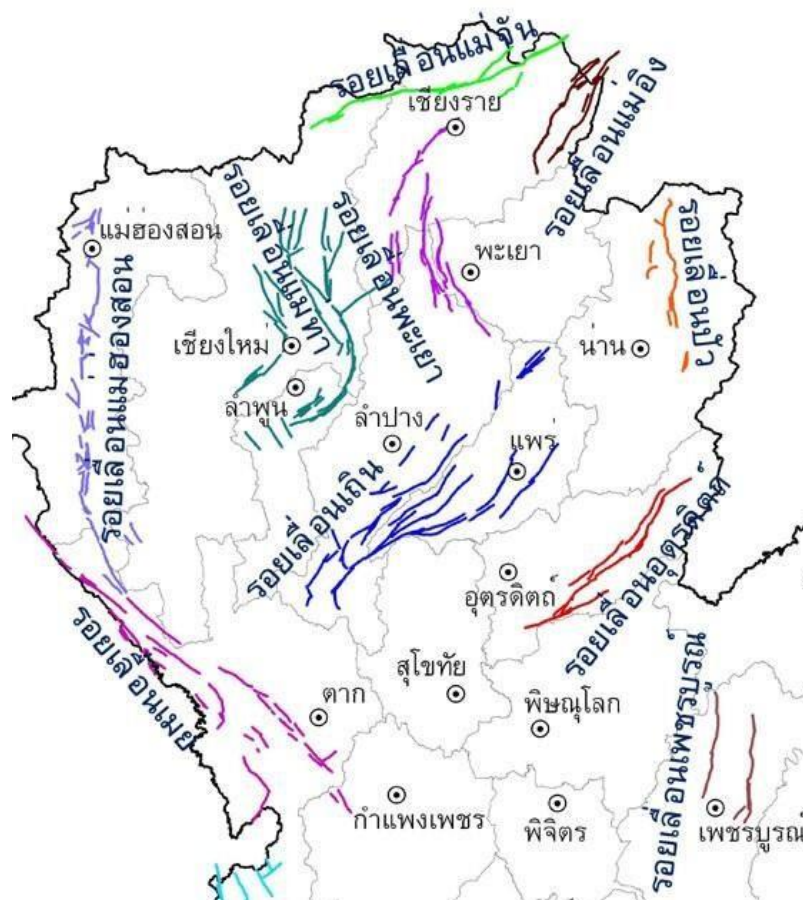 รอยเลื่อนแม่จัน
เชียงราย
รอยเลื่อนแม่อิง
รอยเลื่อนแม่ทา
รอยเลื่อนพะเยา
แม่ฮ่องสอน
พะเยา
รอยเลื่อนปัว
รอยเลื่อนแม่ฮ่องสอน
เชียงใหม่
น่าน
ลำพูน
ลำปาง
แพร่
รอยเลื่อนเถิน
อุตรดิตถ์
รอยเลื่อนอุตรดิตถ์
รอยเลื่อนเมย
สุโขทัย
ตาก
พิษณุโลก
รอยเลื่อนเพชรบูรณ์
กำแพงเพชร
พิจิตร
เพชรบูรณ์